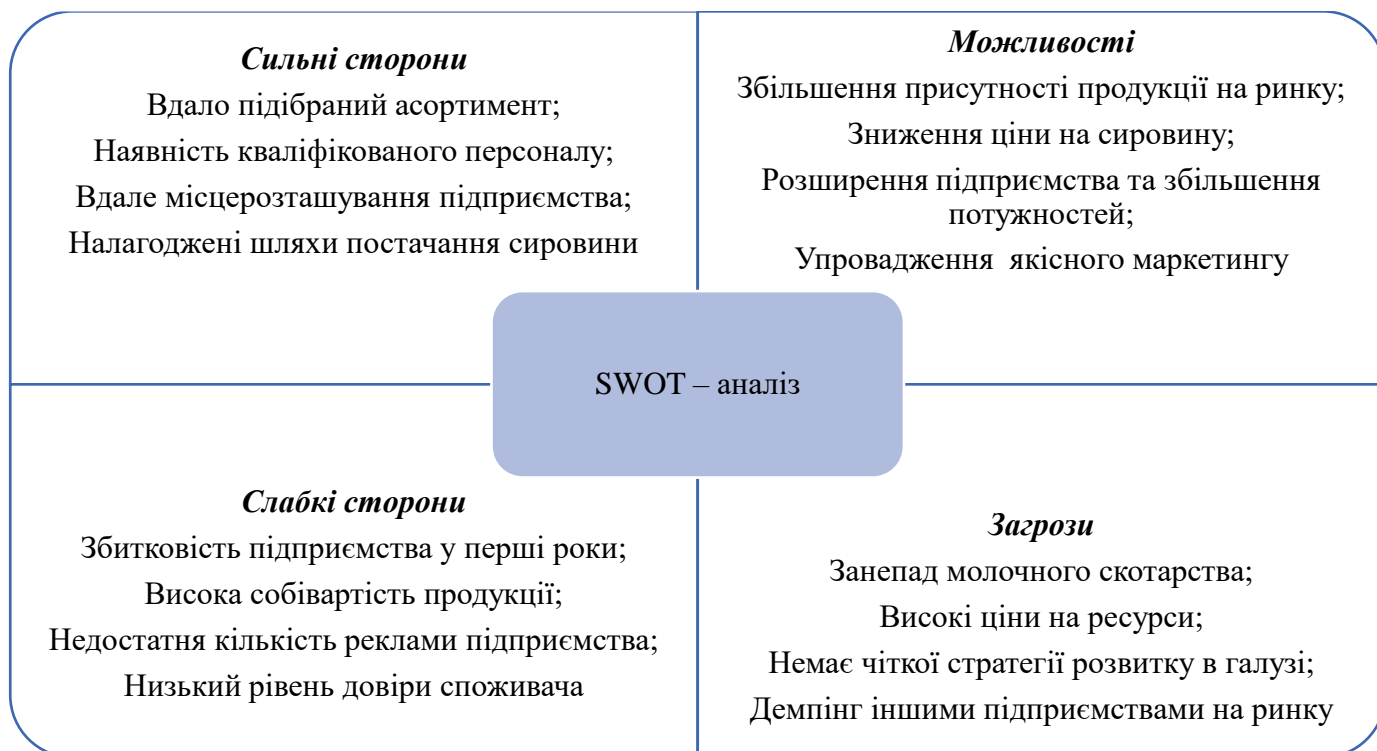 Сильні сторони
Вдало підібраний асортимент;
Наявність кваліфікованого персоналу;
Вдале місцерозташування підприємства;
Налагоджені шляхи постачання сировини
Можливості
Збільшення присутності продукції на ринку;
Зниження ціни на сировину;
Розширення підприємства та збільшення
потужностей;
Упровадження якісного маркетингу
SWOT – аналіз
Слабкі сторони
Збитковість підприємства у перші роки;
Висока собівартість продукції;
Недостатня кількість реклами підприємства;
Низький рівень довіри споживача
Загрози
Занепад молочного скотарства;
Високі ціни на ресурси;
Немає чіткої стратегії розвитку в галузі;
Демпінг іншими підприємствами на ринку